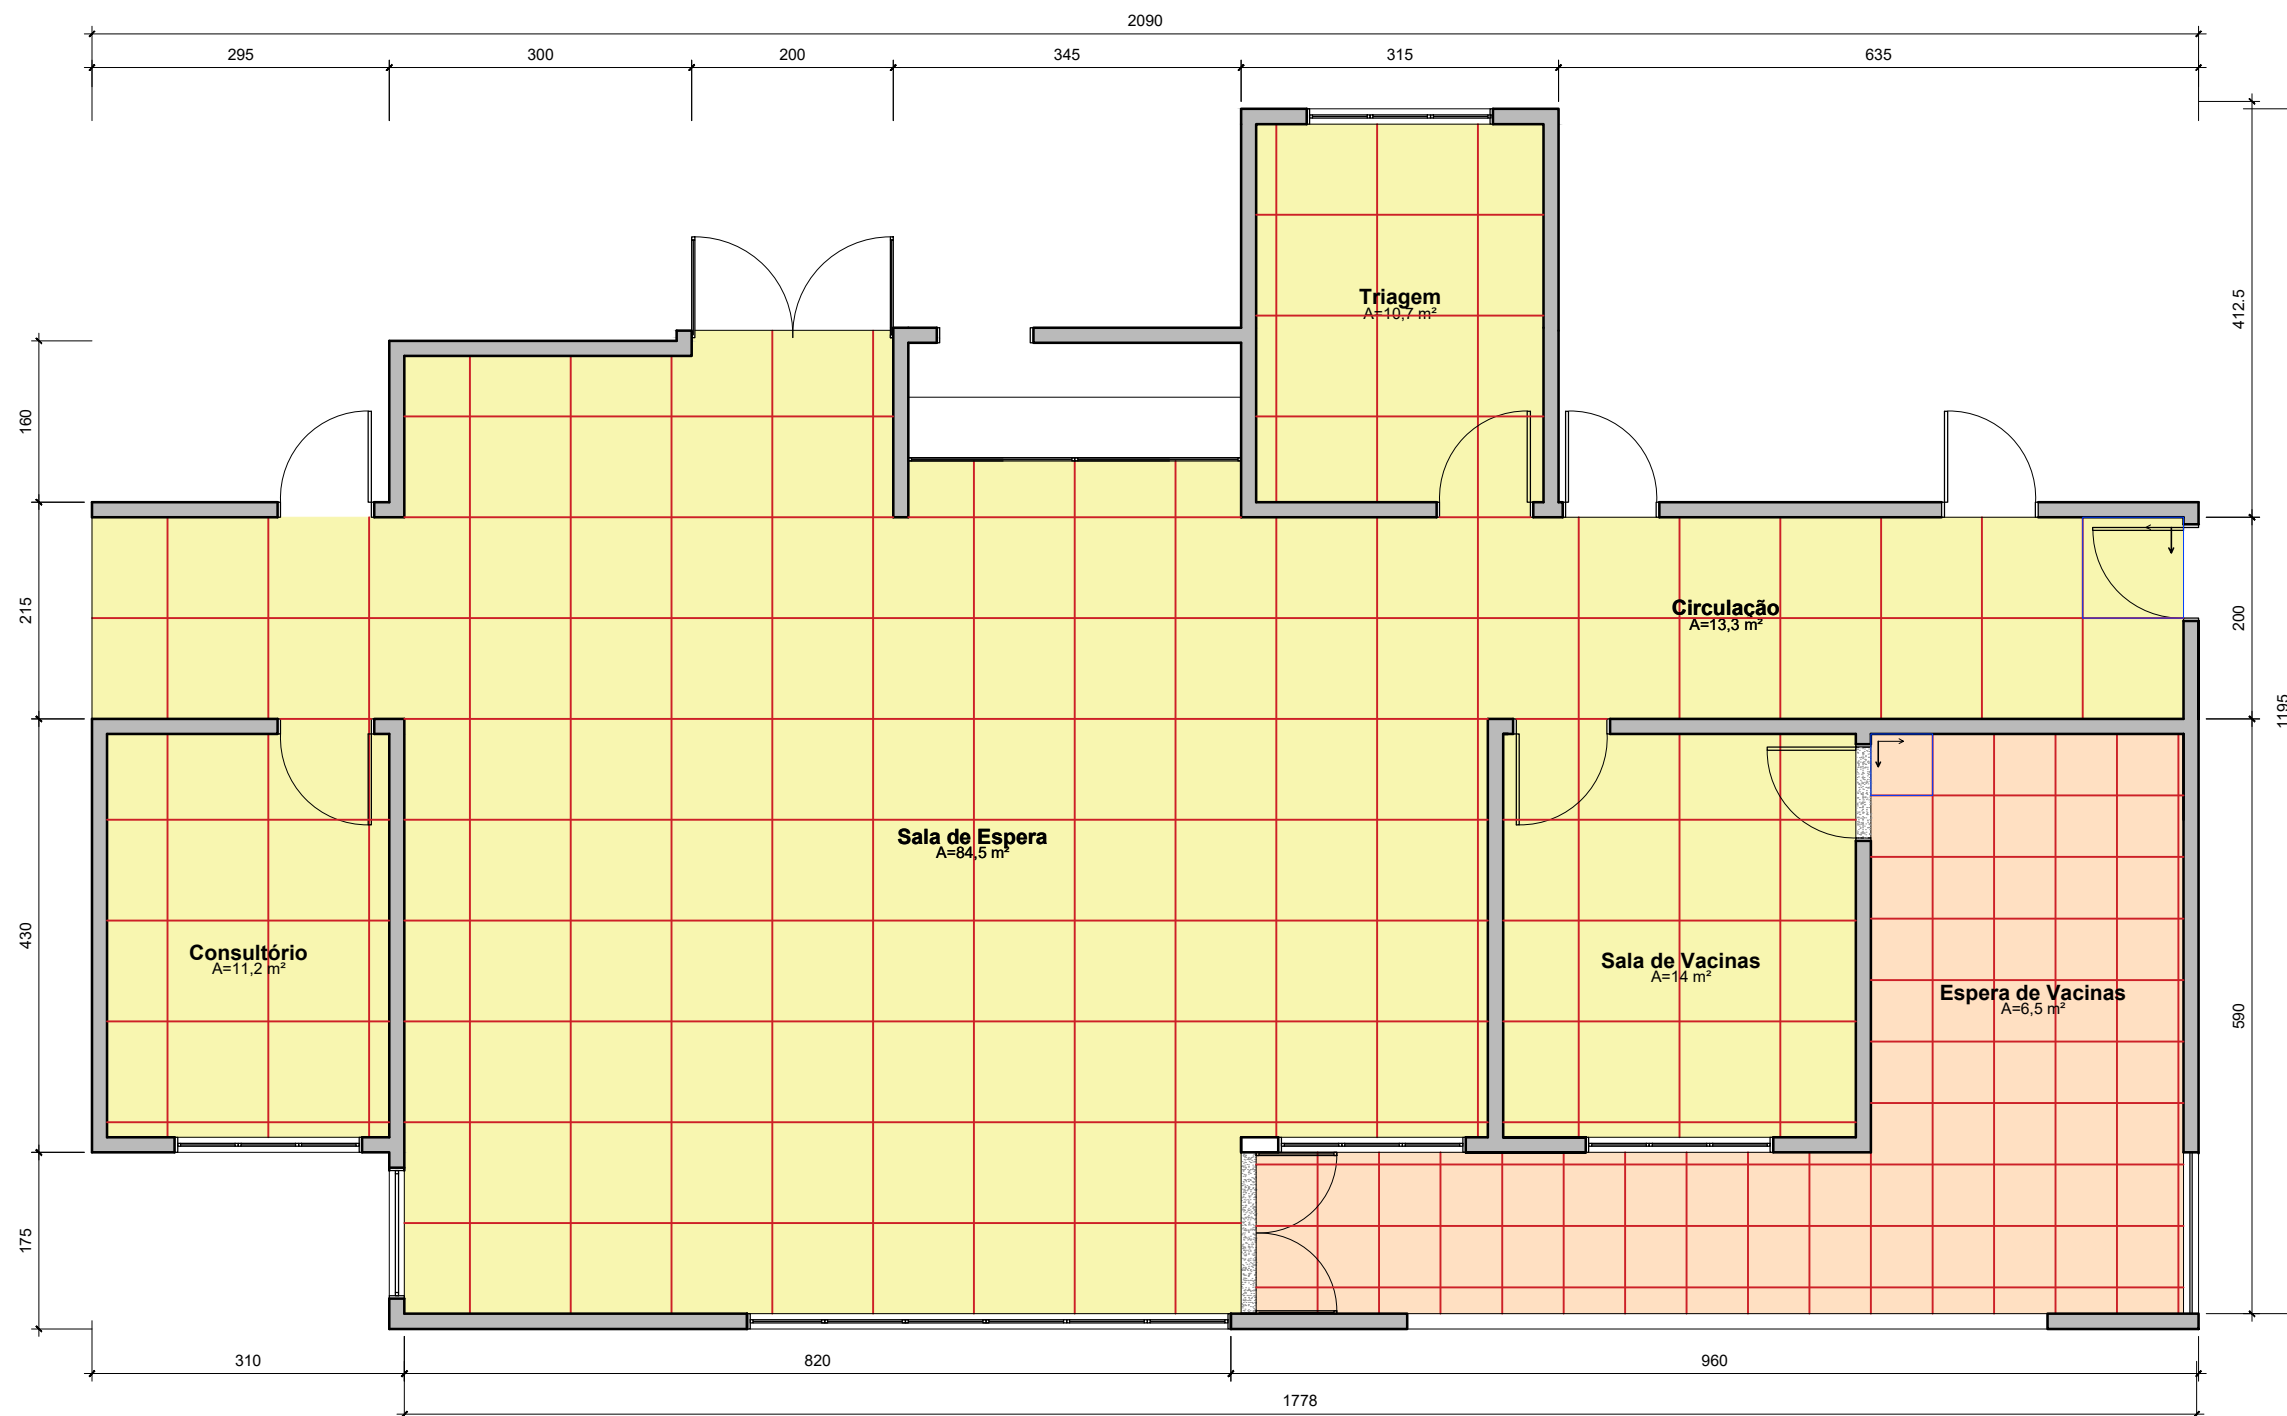 2090
295
300
200
345
315
635
412.5
Triagem
A=10,7 m²
160
215
200
Circulação
A=13,3 m²
1195
Sala de Espera
A=84,5 m²
430
Consultório
A=11,2 m²
Sala de Vacinas
A=14 m²
Espera de Vacinas
A=6,5 m²
590
175
310
820
960
1778